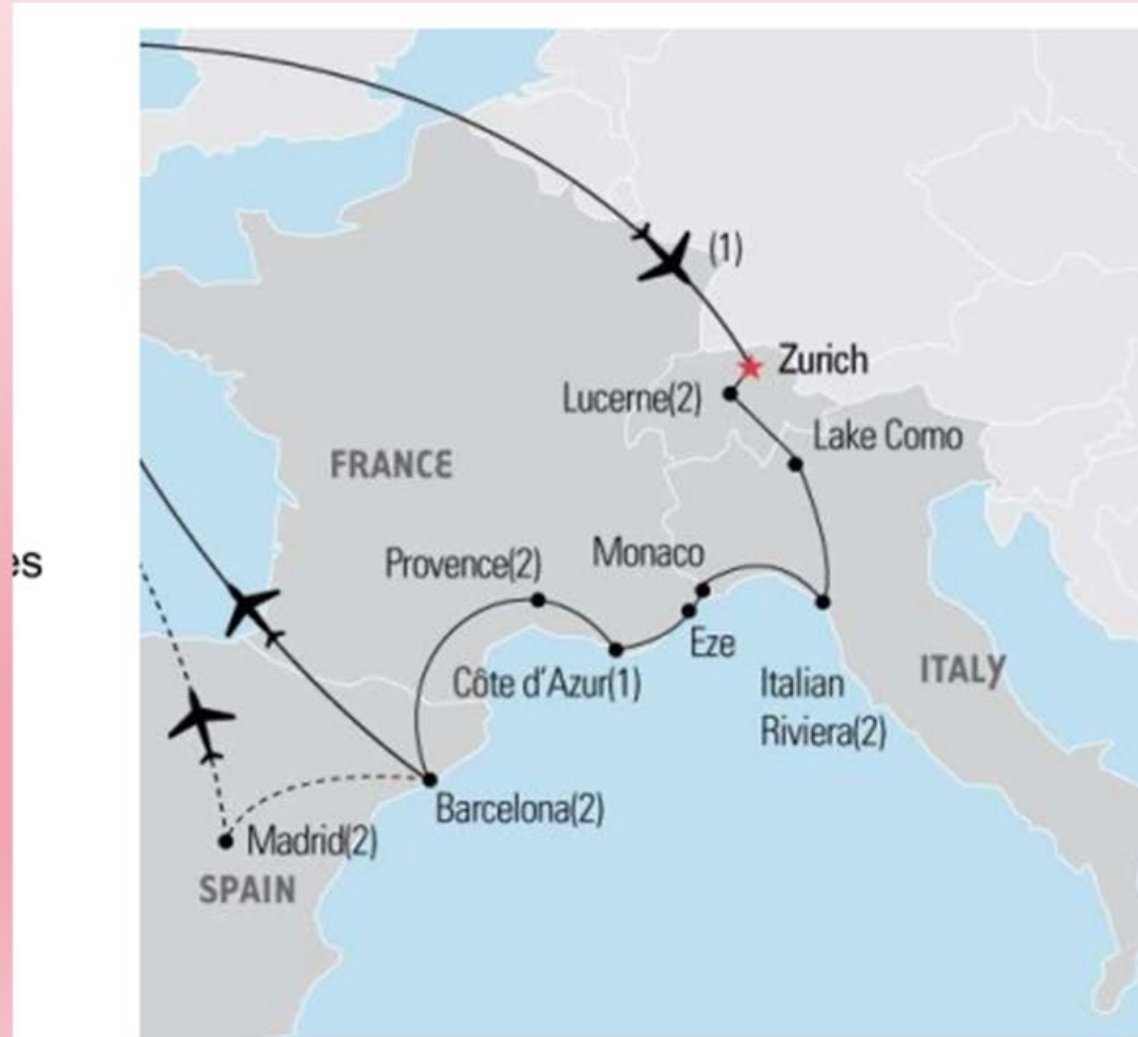 (1)
Zurich
Lucerne(2)
Lake Como
FRANCE
Provence(2)
Monaco
es
Eze
Côte d'Azur(1)
Italian
Riviera(2)
ITALY
Barcelona(2)
Madrid(2)
SPAIN